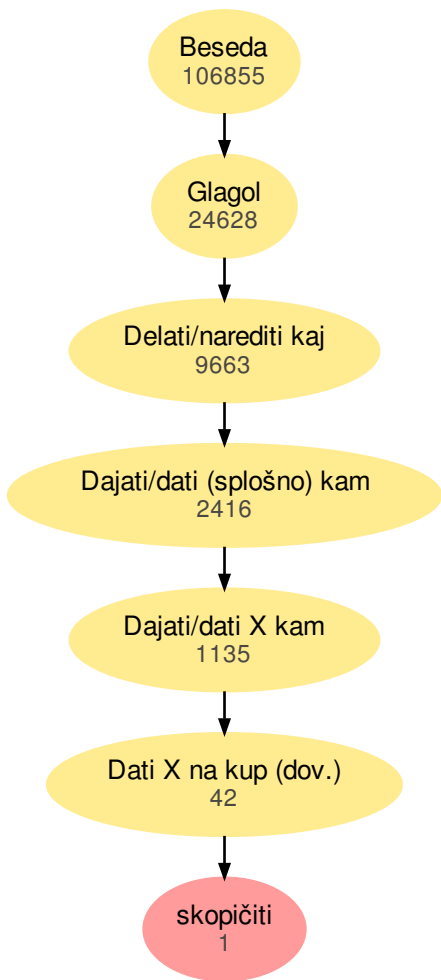 Beseda
106855
Glagol
24628
Delati/narediti kaj
9663
Dajati/dati (splošno) kam
2416
Dajati/dati X kam
1135
Dati X na kup (dov.)
42
skopičiti
1